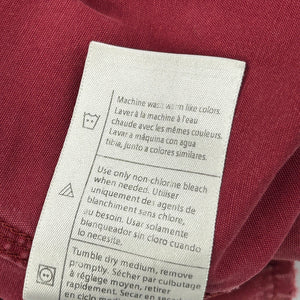 Machine wash warm like colors.
Laver à la machine à l'eau
chaude avec les mêmes couleurs.
Lavar a máquina con agua
tibia, junto a colores similares.
Use only non-chlorine bleach
when needed. Utiliser
uniquement des agents de
blanchiment sans chlore,
au besoin. Usar solamente
blanqueador sin cloro cuando
lo necesite.
Tumble dry medium, remove
promptly. Sécher par culbutage
à réglage moyen, retirer
rapidement. Secar en secadora
en ciclo